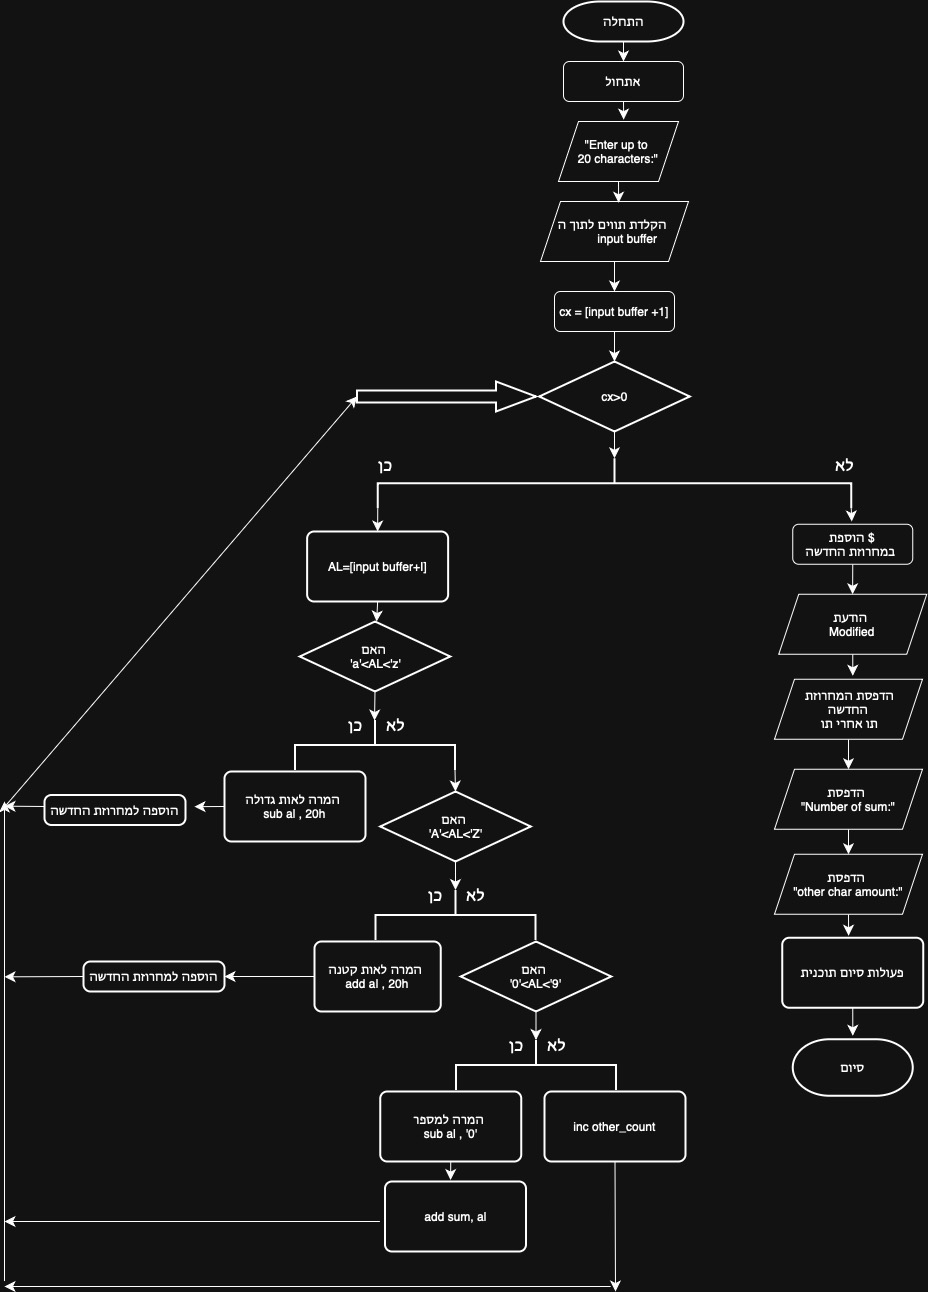 התחלה
אתחול
"Enter up to
20 characters:"
הקלדת תווים לתוך ה
input buffer
cx = [input buffer +1]
cx>0
כן
לא
AL=[input buffer+I]
האם
'a'<AL<'z'
כן
לא
המרה לאות גדולה
sub al , 20h
הוספה למחרוזת החדשה
האם
'A'<AL<'Z'
כן
לא
המרה לאות קטנה
add al , 20h
הוספה למחרוזת החדשה
האם
'0'<AL<'9'
כן
לא
המרה למספר
sub al , '0'
add sum, al
inc other_count
הוספת $
במחרוזת החדשה
הודעת
Modified
הדפסת המחרוזת
החדשה
תו אחרי תו
הדפסת
"Number of sum:"
הדפסת
"other char amount:"
פעולות סיום תוכנית
סיום